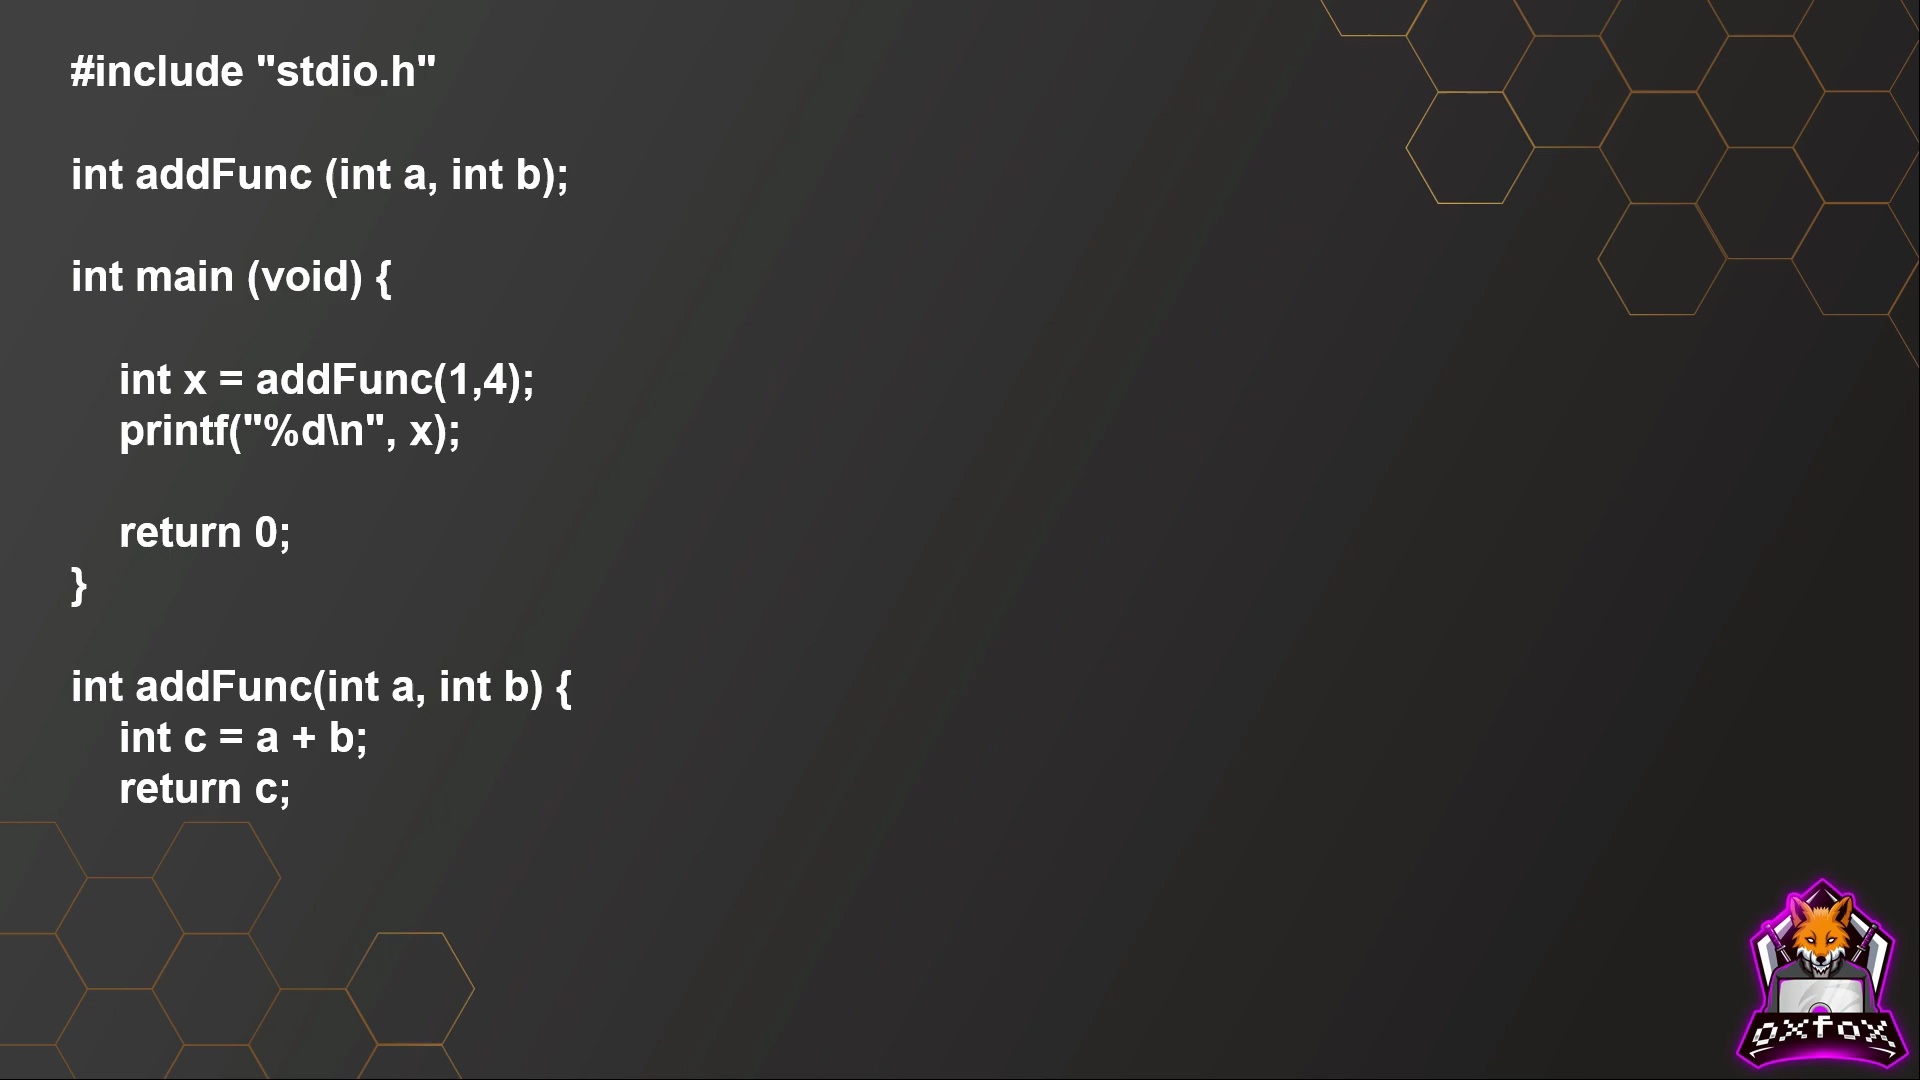 #include "stdio.h"
int addFunc (int a, int b);
int main (void) {
int x = addFunc(1,4);
printf("%d\n", x);
return 0;
}
int addFunc(int a, int b) {
int c = a + b;
return c;
oxfox